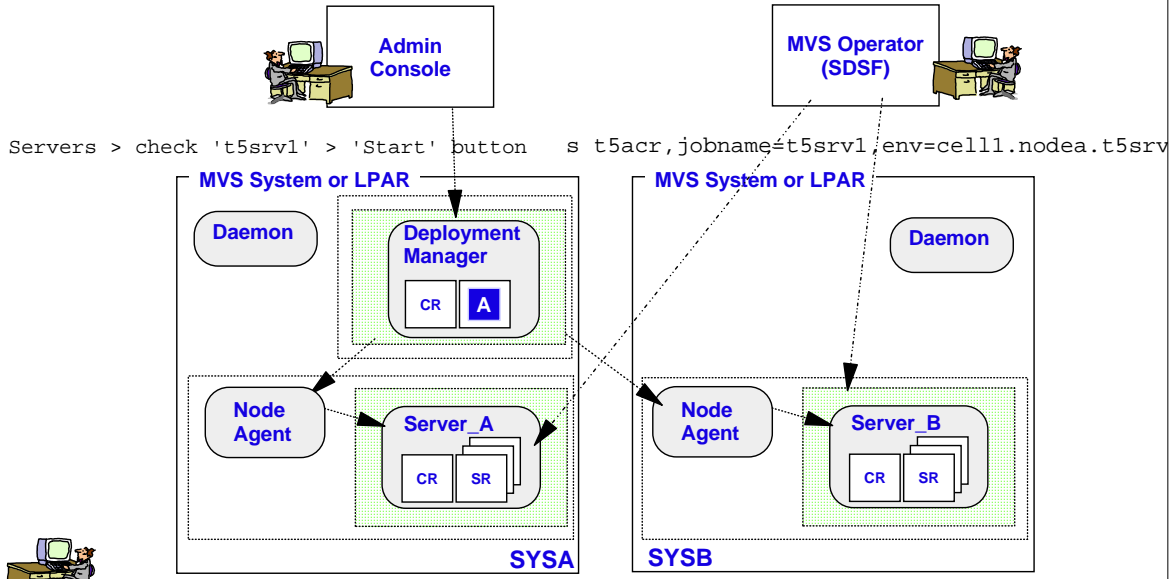 Admin
Console
MVS Operator
(SDSF)
Servers > check 't5srv1' > 'Start' button
s t5acr,jobname=t5srv1,env=cell1.nodea.t5srv
MVS System or LPAR
MVS System or LPAR
Daemon
Deployment
Manager
CR
A
Daemon
Node
Agent
Server_A
CR
SR
Node
Agent
Server_B
CR
SR
SYSA
SYSB